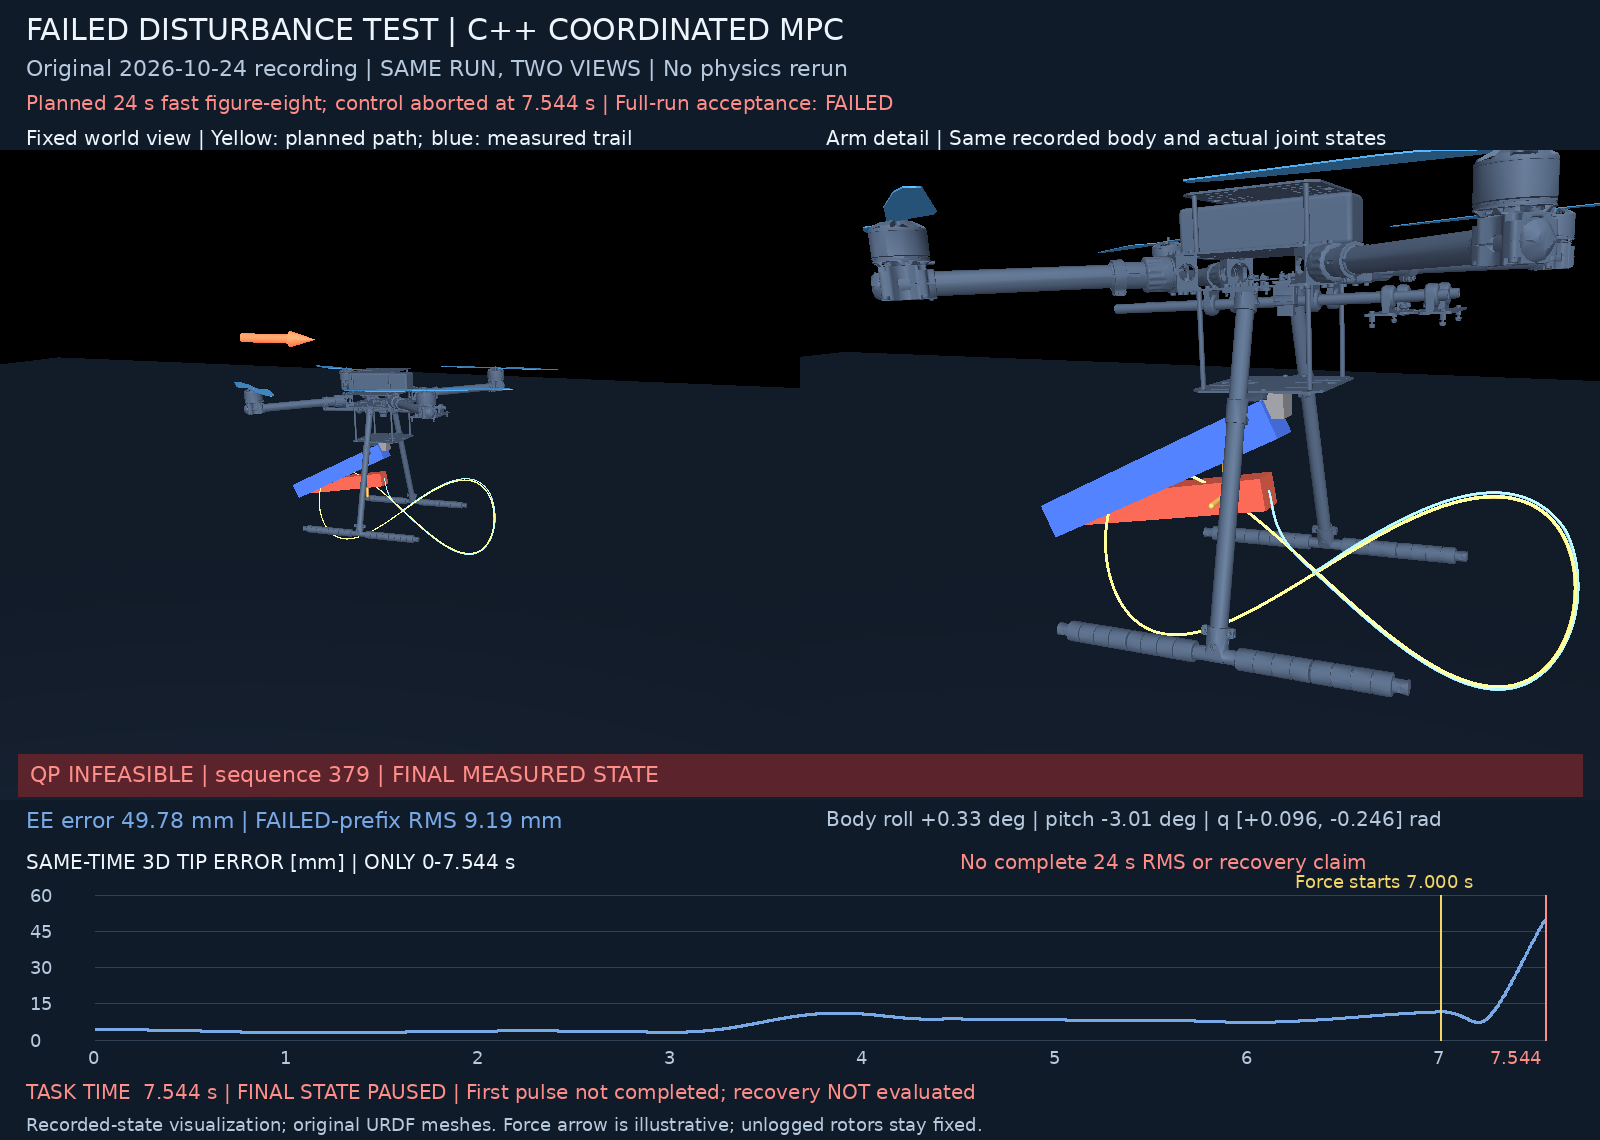 FAILED DISTURBANCE TEST | C++ COORDINATED MPC
Original 2026-10-24 recording | SAME RUN, TWO VIEWS | No physics rerun
Planned 24 s fast figure-eight; control aborted at 7.544 s | Full-run acceptance: FAILED
Fixed world view | Yellow: planned path; blue: measured trail
Arm detail | Same recorded body and actual joint states
QP INFEASIBLE | sequence 379 | FINAL MEASURED STATE
EE error 49.78 mm | FAILED-prefix RMS 9.19 mm
Body roll +0.33 deg | pitch -3.01 deg | q [+0.096, -0.246] rad
SAME-TIME 3D TIP ERROR [mm] | ONLY 0-7.544 s
No complete 24 s RMS or recovery claim
Force starts 7.000 s
60
45
30
15
0
0 1 2 3 4 5 6 7 7.544
TASK TIME  7.544 s | FINAL STATE PAUSED | First pulse not completed; recovery NOT evaluated
Recorded-state visualization; original URDF meshes. Force arrow is illustrative; unlogged rotors stay fixed.